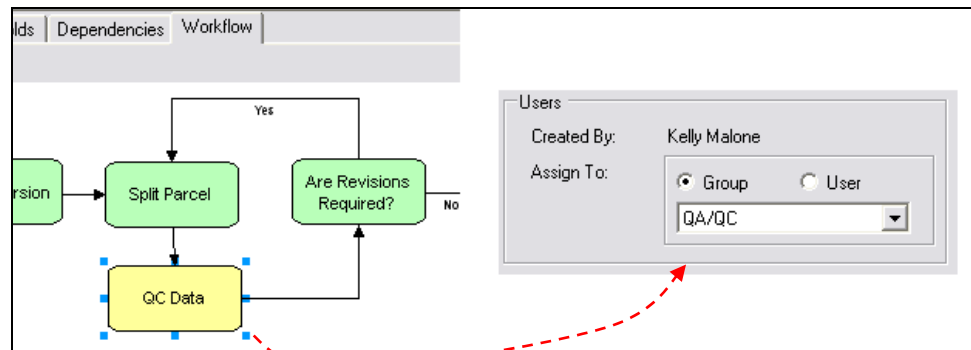 lds Dependencies Workflow
Yes
rsion
Split Parcel
Are Revisions
Required?
No
QC Data
Users
Created By: Kelly Malone
Assign To:
Group User
QA/QC